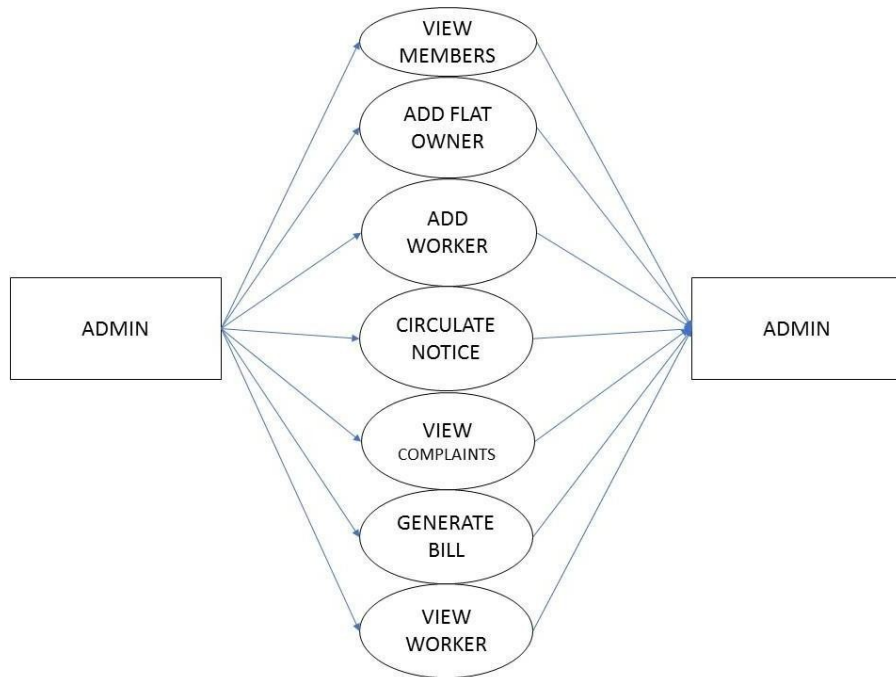 VIEW
MEMBERS
ADD FLAT
OWNER
ADD
WORKER
ADMIN
CIRCULATE
NOTICE
ADMIN
VIEW
COMPLAINTS
GENERATE
BILL
VIEW
WORKER